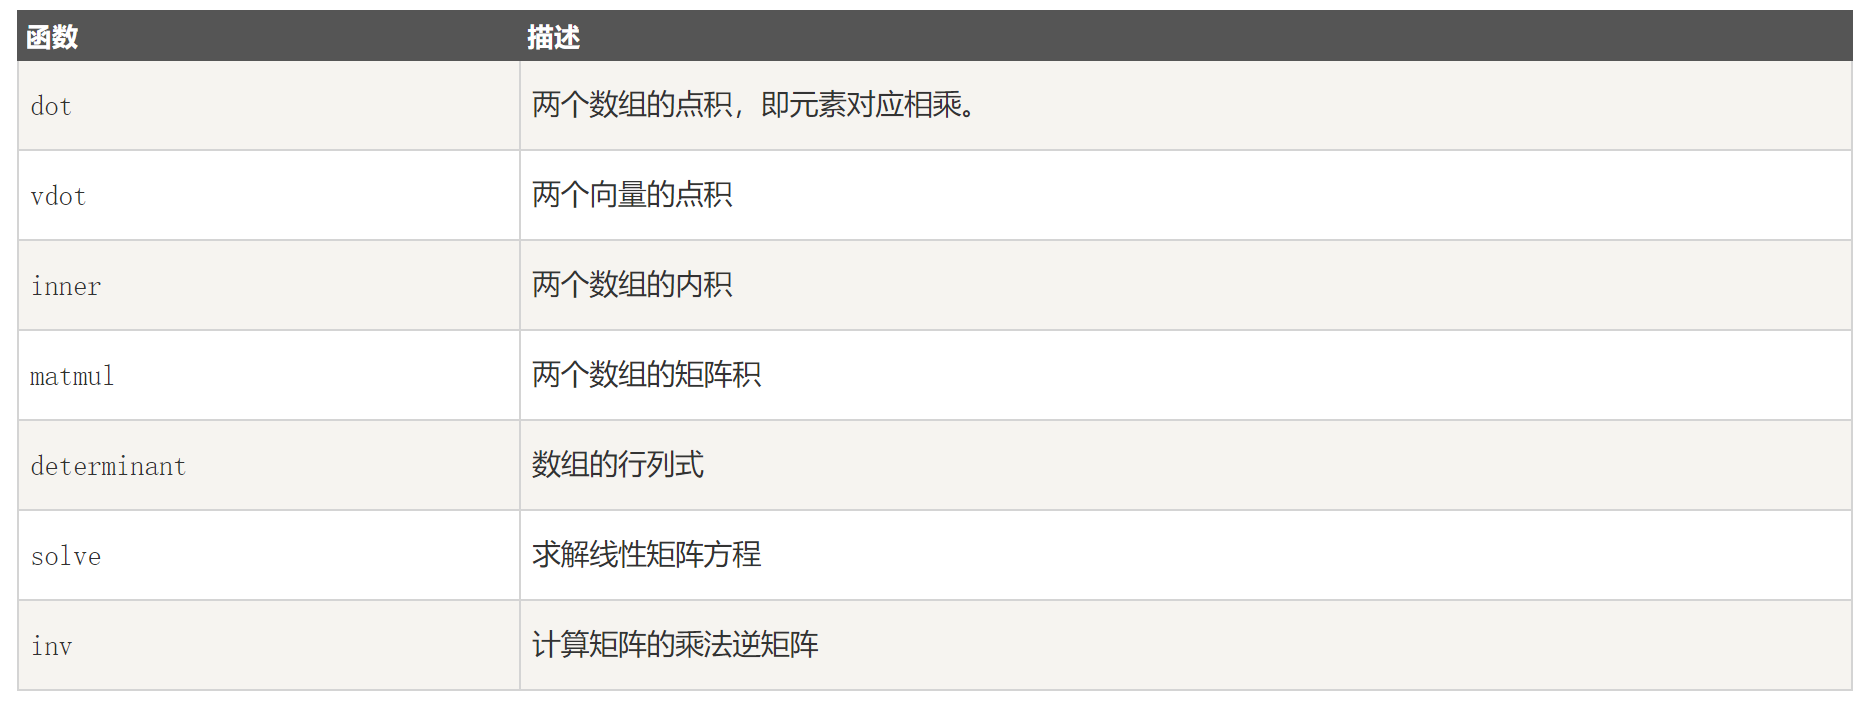 函数 描述
dot 两个数组的点积，即元素对应相乘。
vdot 两个向量的点积
inner 两个数组的内积
matmul 两个数组的矩阵积
determinant 数组的行列式
solve 求解线性矩阵方程
inv 计算矩阵的乘法逆矩阵